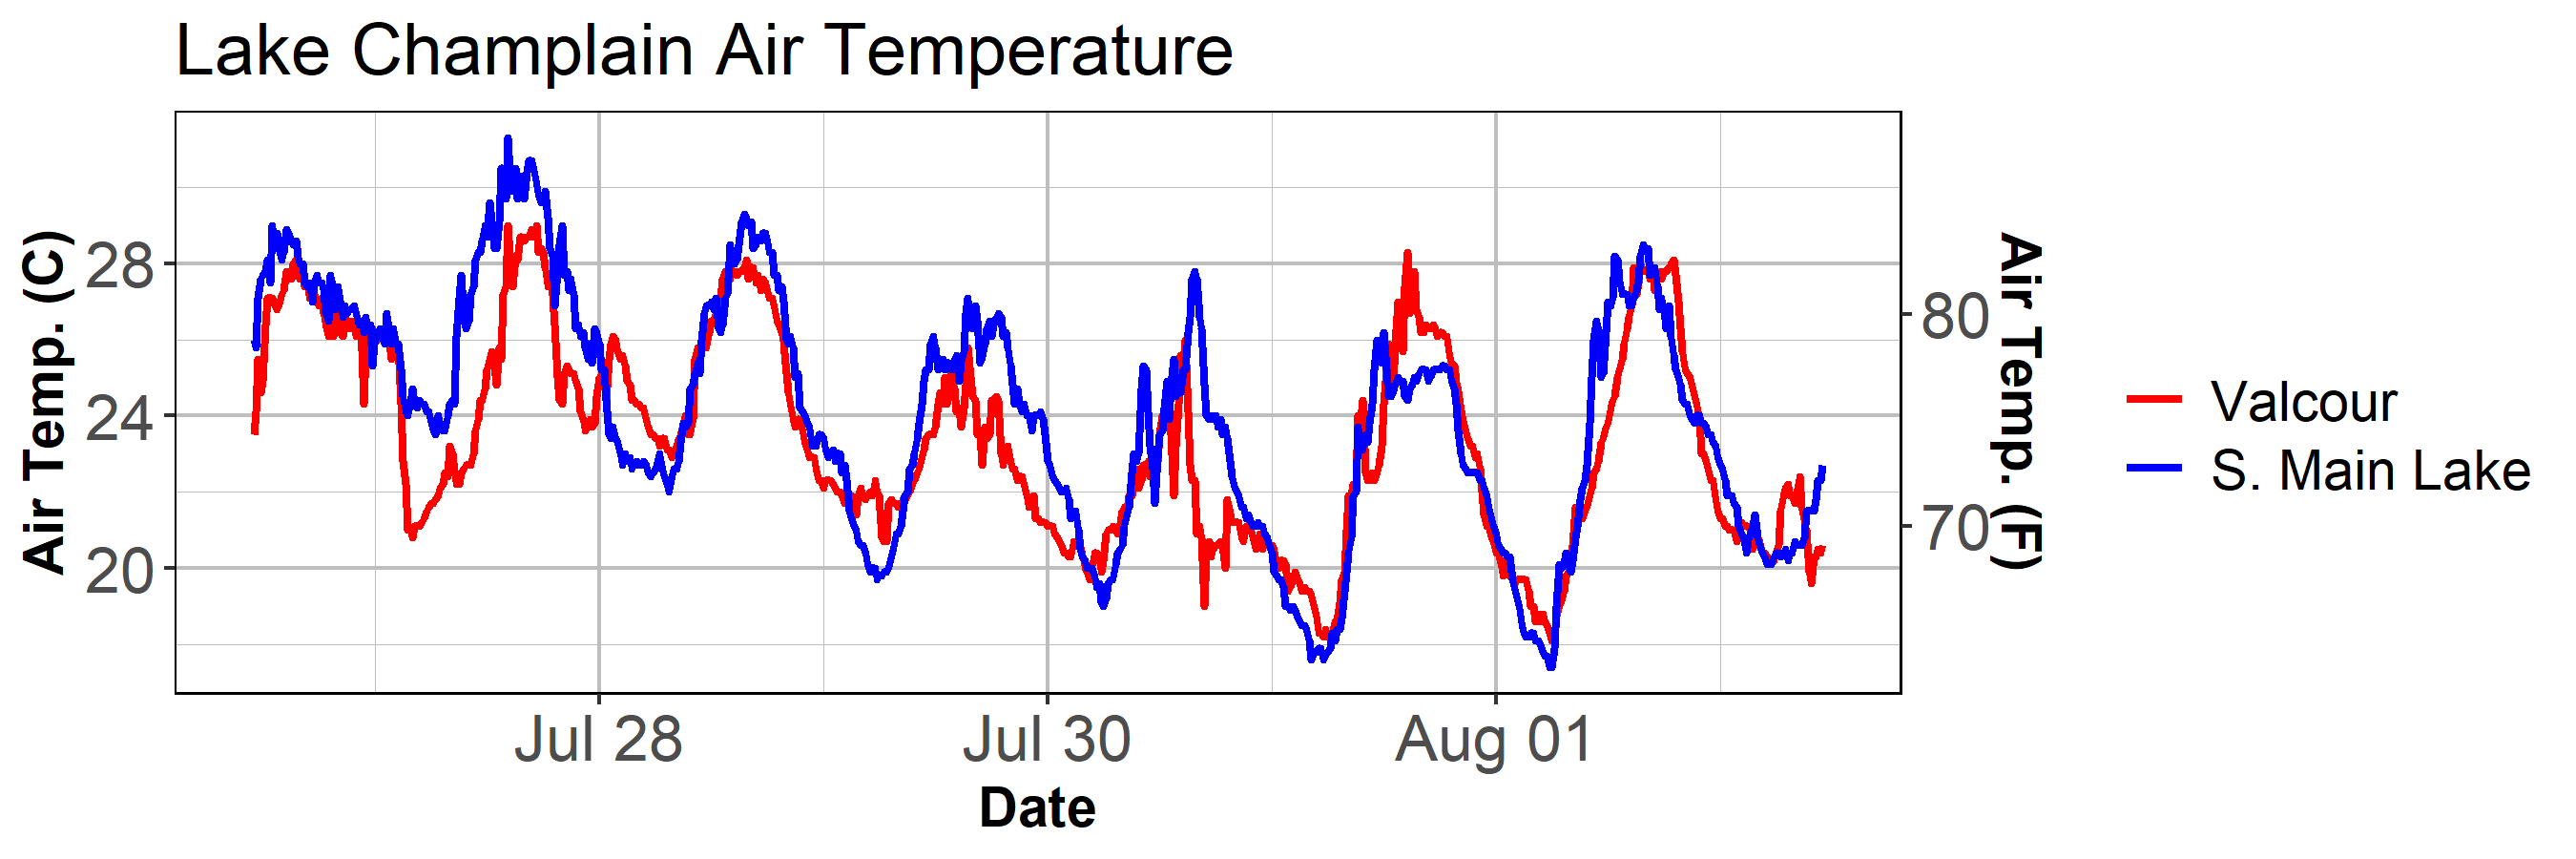 Lake Champlain Air Temperature
Air Temp. (C)
28
24
20
80
70
Air Temp. (F)
Jul 28
Jul 30
Aug 01
Date
Valcour
S. Main Lake